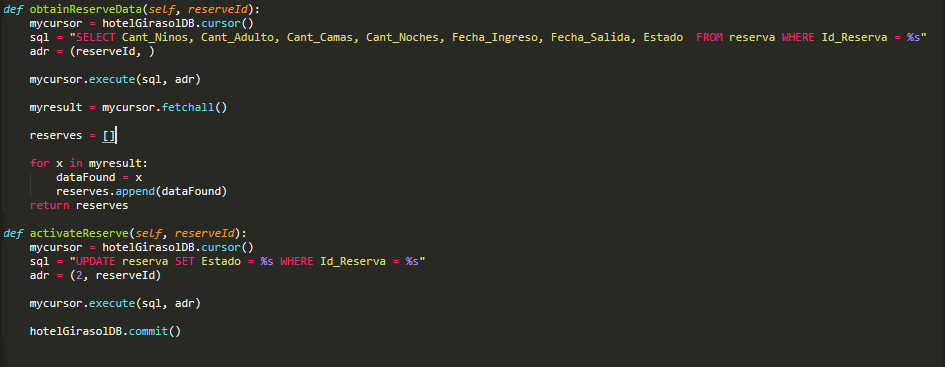 def obtainReserveData(self, reserveId):
mycursor = hotelGirasolDB.cursor()
sql = "SELECT Cant_Ninos, Cant_Adulto, Cant_Camas, Cant_Noches, Fecha_Ingreso, Fecha_Salida, Estado  FROM reserva WHERE Id_Reserva = %s"
adr = (reserveId, )
mycursor.execute(sql, adr)
myresult = mycursor.fetchall()
reserves = []
for x in myresult:
dataFound = x
reserves.append(dataFound)
return reserves
def activateReserve(self, reserveId):
mycursor = hotelGirasolDB.cursor()
sql = "UPDATE reserva SET Estado = %s WHERE Id_Reserva = %s"
adr = (2, reserveId)
mycursor.execute(sql, adr)
hotelGirasolDB.commit()